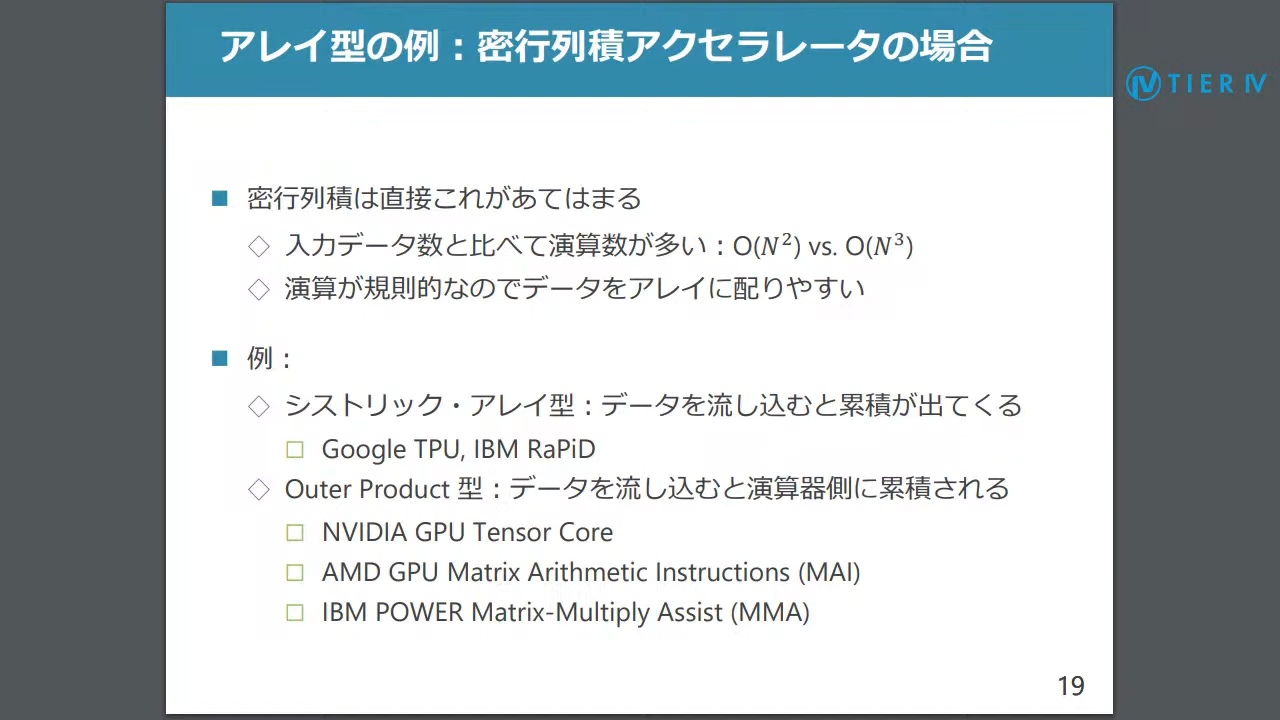 アレイ型の例：密行列積アクセラレータの場合
TIER IV
■ 密行列積は直接これがあてはまる
◇ 入力データ数と比べて演算数が多い：O(N²) vs. O(N³)
◇ 演算が規則的なのでデータをアレイに配りやすい
■ 例：
◇ シストリック・アレイ型：データを流し込むと累積が出てくる
□ Google TPU, IBM RaPiD
◇ Outer Product 型：データを流し込むと演算器側に累積される
□ NVIDIA GPU Tensor Core
□ AMD GPU Matrix Arithmetic Instructions (MAI)
□ IBM POWER Matrix-Multiply Assist (MMA)
19